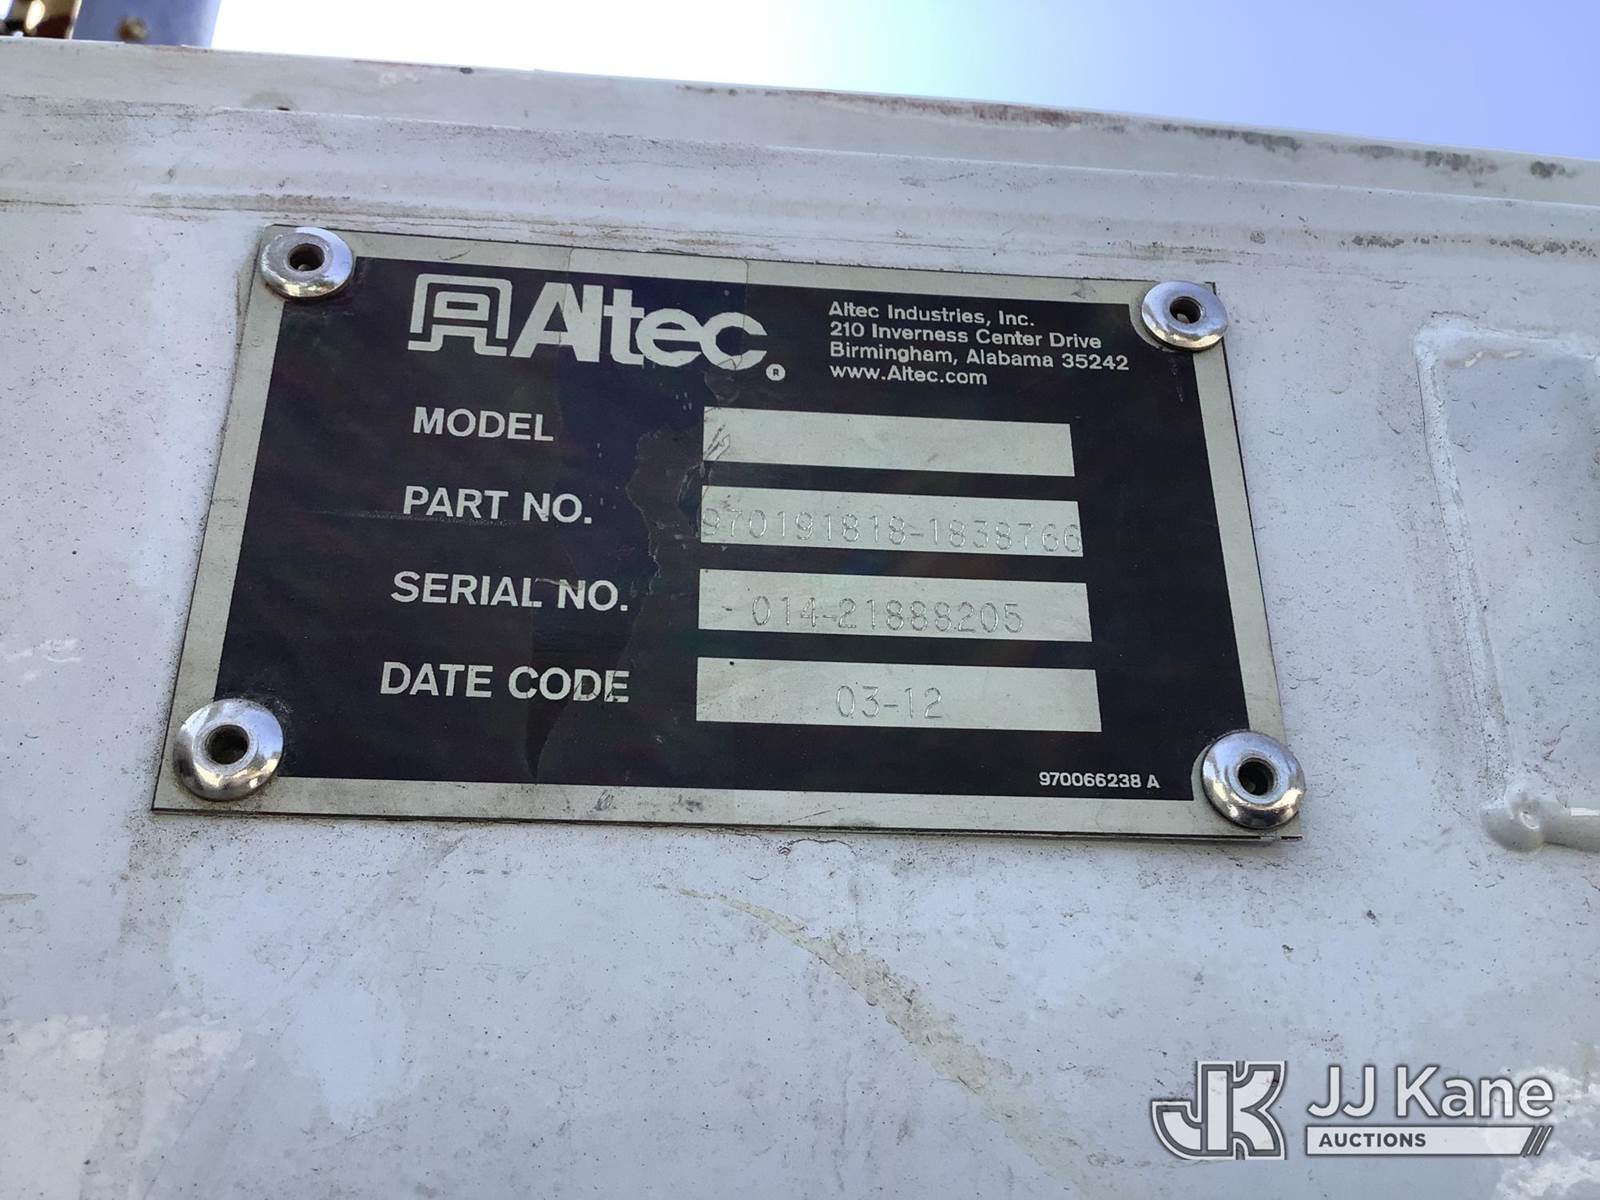 Altec®
Altec Industries, Inc.
210 Inverness Center Drive
Birmingham, Alabama 35242
www.Altec.com
MODEL
PART NO. 970191818-1838766
SERIAL NO. 014-21888205
DATE CODE 03-12
970066238 A
JK JJ Kane
AUCTIONS